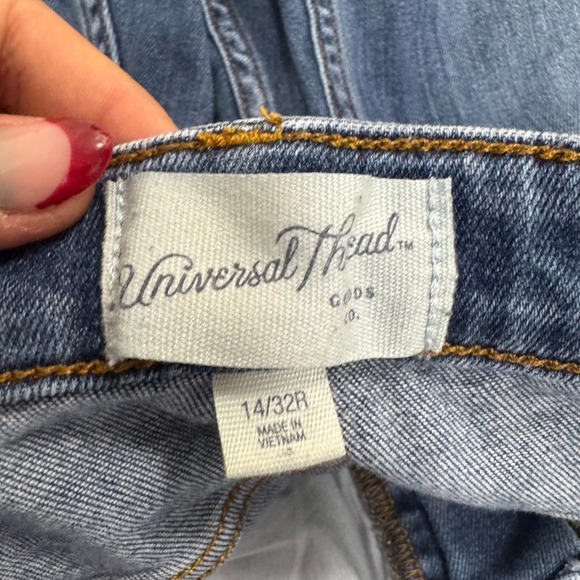 Universal Thread™
GOODS
CO.
14/32R
MADE IN
VIETNAM